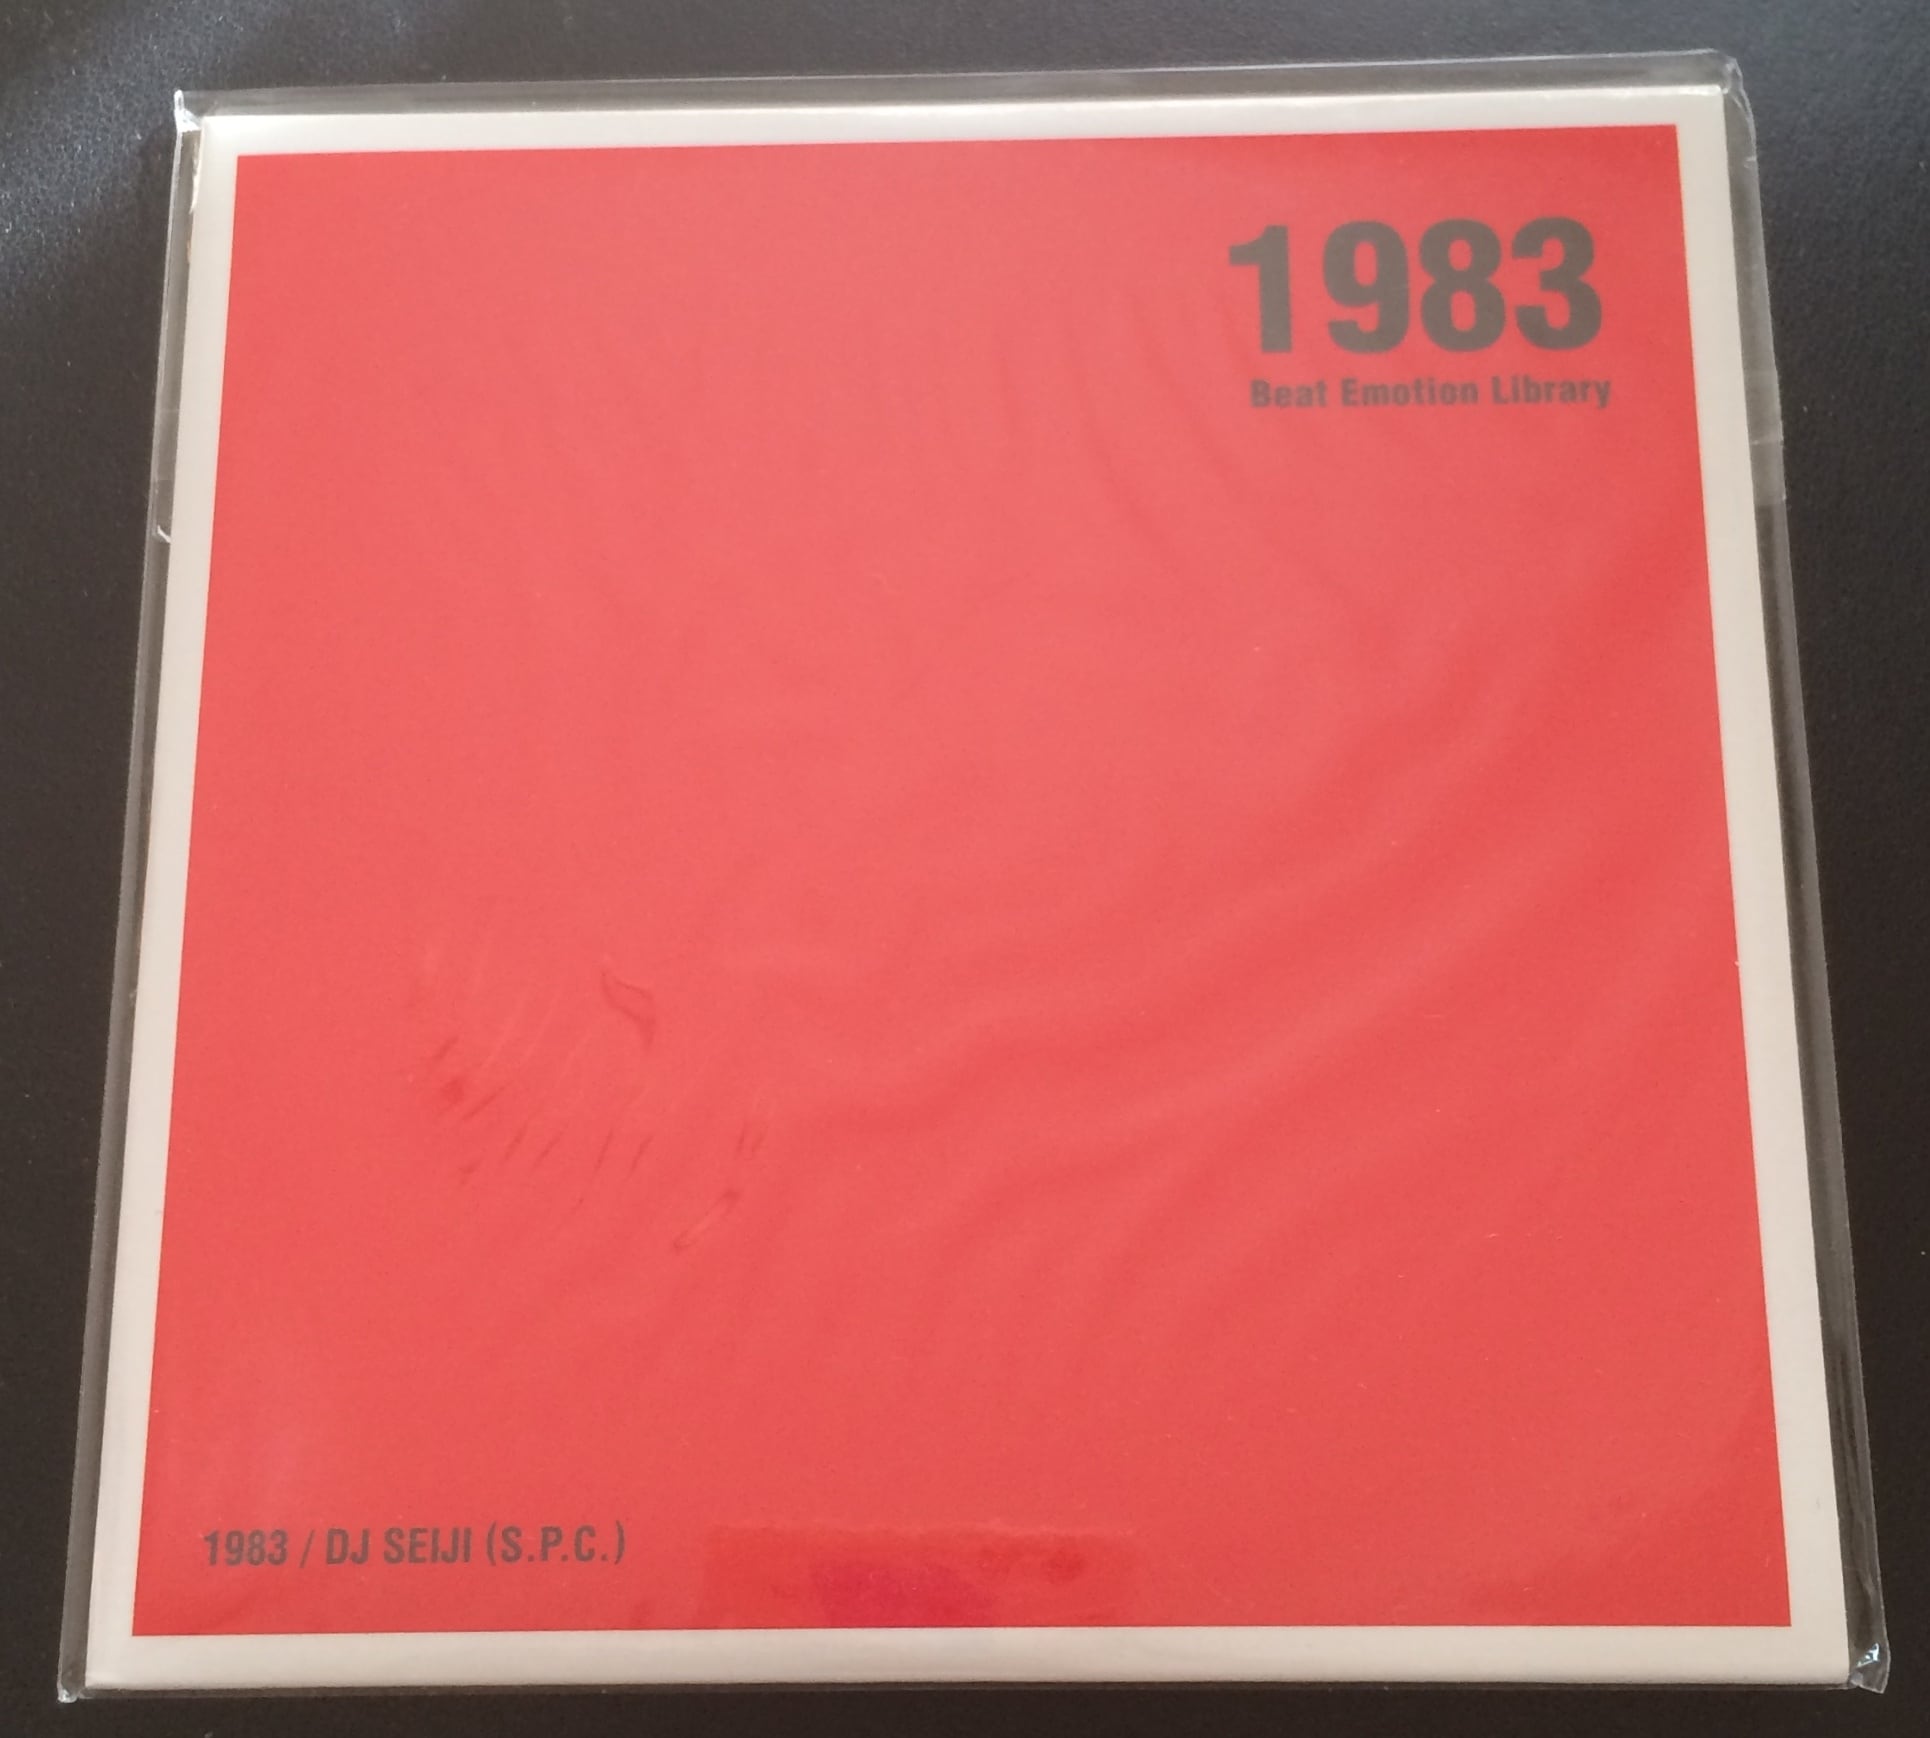 1983
Beat Emotion Library
1983 / DJ SEIJI (S.P.C.)